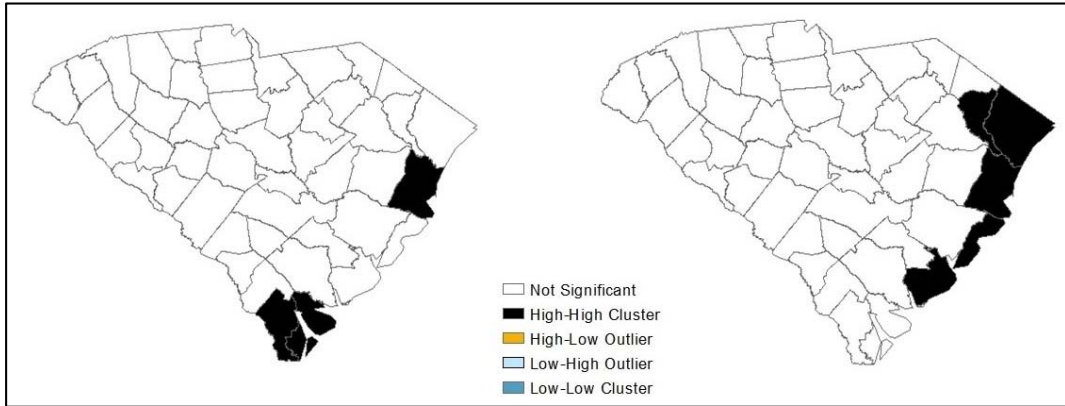 Not Significant
High-High Cluster
High-Low Outlier
Low-High Outlier
Low-Low Cluster